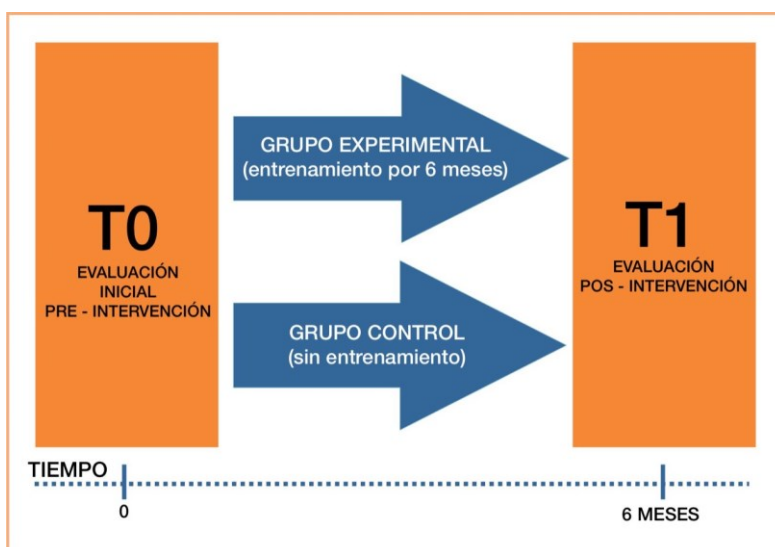 T0
EVALUACIÓN
INICIAL
PRE - INTERVENCIÓN
GRUPO EXPERIMENTAL
(entrenamiento por 6 meses)
GRUPO CONTROL
(sin entrenamiento)
T1
EVALUACIÓN
POS - INTERVENCIÓN
TIEMPO
0
6 MESES